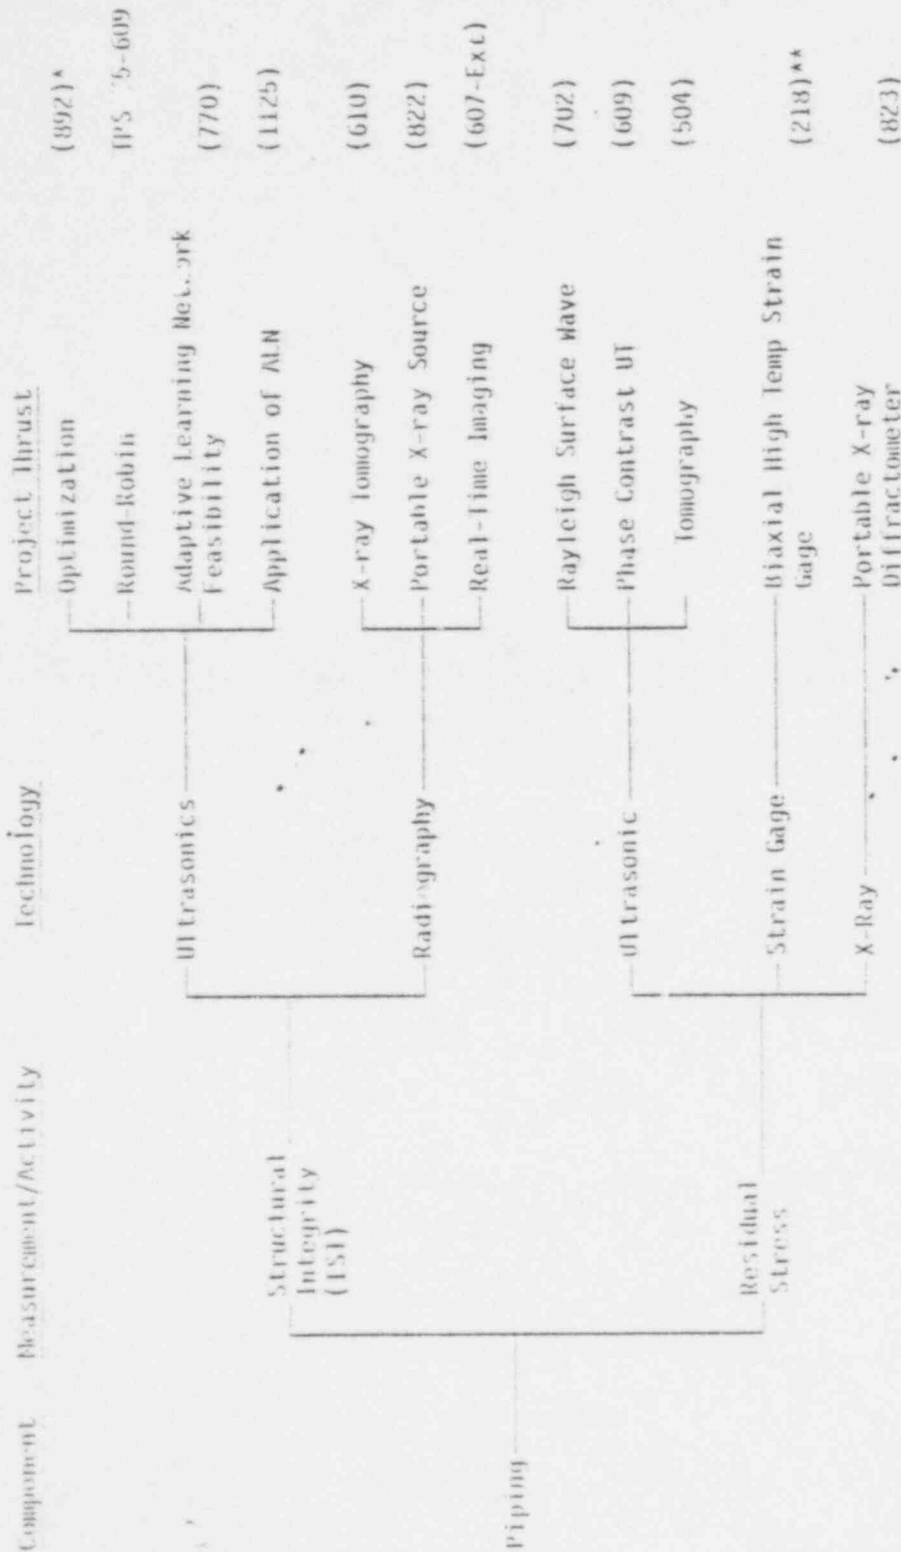 Component Measurement/Activity Technology Project Thrust
Optimization (892)*
Round-Robin TPS 75-609
Ultrasonics
Adaptive Learning Network
Feasibility (770)
Application of ALN (1125)
Structural
Integrity
(ISI)
X-ray Tomography (610)
Radiography Portable X-ray Source (822)
Real-Time Imaging (607-Ext)
Piping
Rayleigh Surface Wave (702)
Ultrasonic Phase Contrast UT (609)
Tomography (504)
Residual
Stress
Strain Gage Biaxial High Temp Strain
Gage (218)**
X-Ray Portable X-ray
Diffractometer (823)